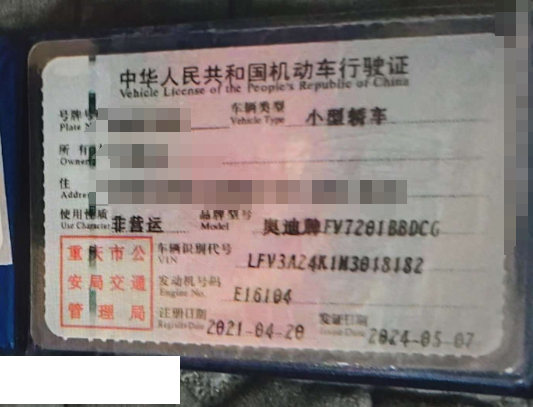 中华人民共和国机动车行驶证
Vehicle License of the People's Republic of China
号牌号
Plate
车辆类型
Vehicle Type
小型轿车
所有
Owner
住
Addre
使用性质
Use Character
非营运
品牌型号
Model
奥迪牌FV7201BBDCG
重庆市公
安局交通
管理局
车辆识别代号
VIN
LFV3A24K1M3018182
发动机号码
Engine No.
E16104
注册日期
Register Date
2021-04-20
发证日期
Issue Date
2024-05-07